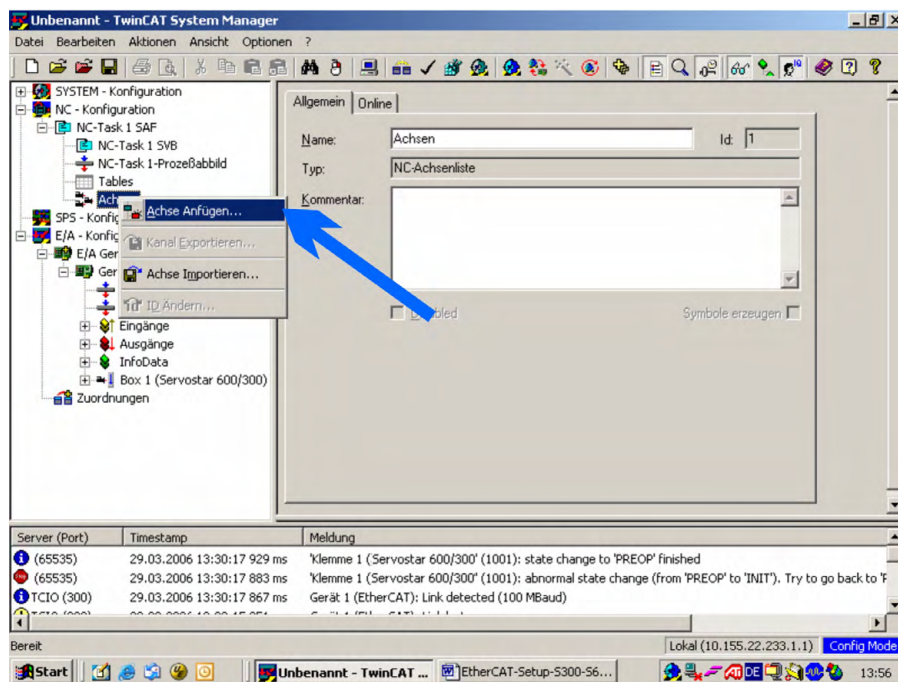 Unbenannt - TwinCAT System Manager
Datei Bearbeiten Aktionen Ansicht Optionen ?
SYSTEM - Konfiguration
NC - Konfiguration
NC-Task 1 SAF
NC-Task 1 SVB
NC-Task 1-Prozeßabbild
Tables
Ach
SPS - Konfig
E/A - Konfig
E/A Ger
Ger
Eingänge
Ausgänge
InfoData
Box 1 (Servostar 600/300)
Zuordnungen
Achse Anfügen...
Kanal Exportieren...
Achse Importieren...
ID Ändern...
Allgemein Online
Name: Achsen Id: 1
Typ: NC-Achsenliste
Kommentar:
Symbole erzeugen
Server (Port) Timestamp Meldung
(65535) 29.03.2006 13:30:17 929 ms 'Klemme 1 (Servostar 600/300' (1001): state change to 'PREOP' finished
(65535) 29.03.2006 13:30:17 883 ms 'Klemme 1 (Servostar 600/300' (1001): abnormal state change (from 'PREOP' to 'INIT'). Try to go back to 'P
TCIO (300) 29.03.2006 13:30:17 867 ms Gerät 1 (EtherCAT): Link detected (100 MBaud)
Bereit Lokal (10.155.22.233.1.1) Config Mode
Start Unbenannt - TwinCAT ... EtherCAT-Setup-S300-S6... DE 13:56